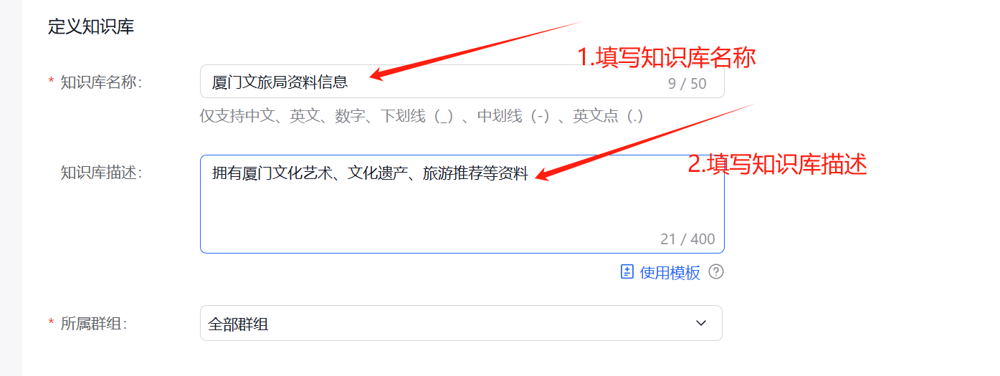 定义知识库
1.填写知识库名称
* 知识库名称:
厦门文旅局资料信息
9 / 50
仅支持中文、英文、数字、下划线（_）、中划线（-）、英文点（.）
2.填写知识库描述
知识库描述:
拥有厦门文化艺术、文化遗产、旅游推荐等资料
21 / 400
使用模板 ?
* 所属群组:
全部群组